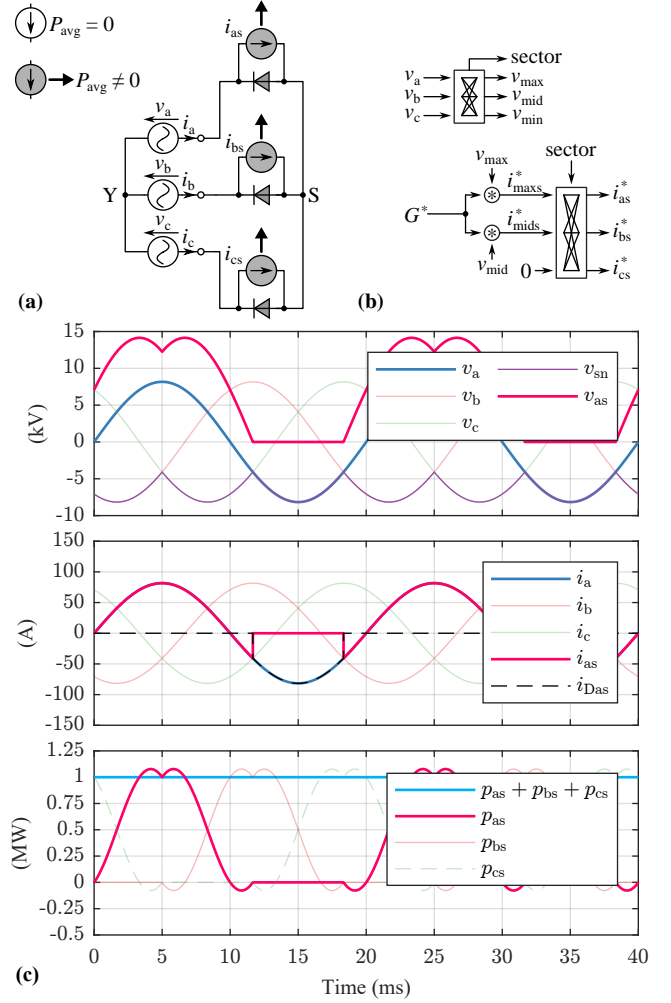 P_avg = 0
P_avg ≠ 0
i_as
v_a
i_a
i_bs
v_b
i_b
Y
S
v_c
i_c
i_cs
(a)
sector
v_a
v_b
v_c
v_max
v_mid
v_min
v_max
sector
i*_maxs
i*_as
G*
i*_mids
i*_bs
v_mid
0
i*_cs
(b)
15
10
5
0
-5
-10
(kV)
v_a
v_b
v_c
v_sn
v_as
150
100
50
0
-50
-100
-150
(A)
i_a
i_b
i_c
i_as
i_Das
1.25
1
0.75
0.5
0.25
0
-0.25
-0.5
(MW)
p_as + p_bs + p_cs
p_as
p_bs
p_cs
0 5 10 15 20 25 30 35 40
Time (ms)
(c)